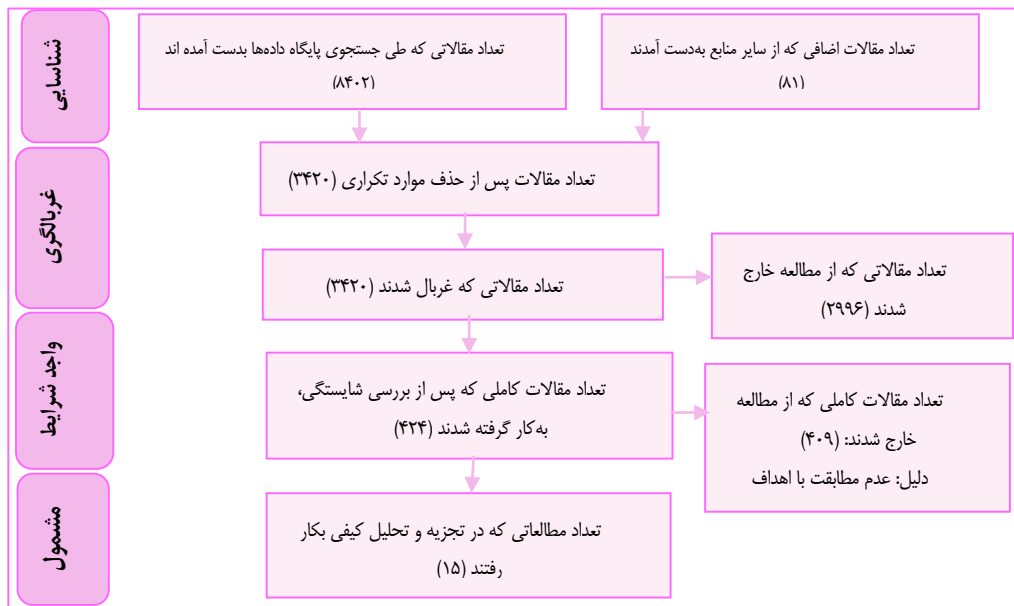 شناسایی
تعداد مقالات اضافی که از سایر منابع به‌دست آمدند
(۸۱)
تعداد مقالاتی که طی جستجوی پایگاه داده‌ها بدست آمده اند
(۸۴۰۲)
غربالگری
تعداد مقالات پس از حذف موارد تکراری (۳۴۲۰)
تعداد مقالاتی که غربال شدند (۳۴۲۰)
تعداد مقالاتی که از مطالعه خارج
شدند (۲۹۹۶)
واجد شرایط
تعداد مقالات کاملی که پس از بررسی شایستگی،
به‌کار گرفته شدند (۴۲۴)
تعداد مقالات کاملی که از مطالعه
خارج شدند: (۴۰۹)
دلیل: عدم مطابقت با اهداف
مشمول
تعداد مطالعاتی که در تجزیه و تحلیل کیفی بکار
رفتند (۱۵)